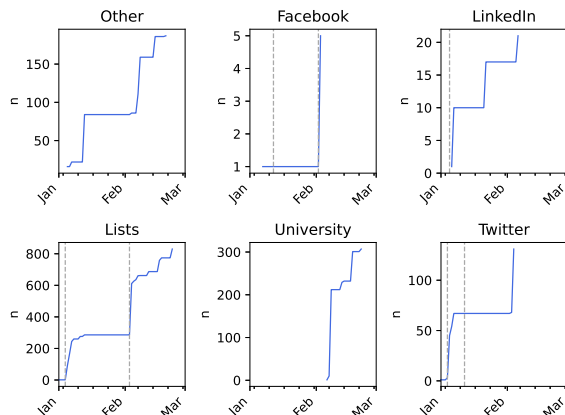 Other
Facebook
LinkedIn
n
150
100
50
Jan
Feb
Mar
n
5
4
3
2
1
Jan
Feb
Mar
n
20
15
10
5
0
Jan
Feb
Mar
Lists
University
Twitter
n
800
600
400
200
0
Jan
Feb
Mar
n
300
200
100
0
Jan
Feb
Mar
n
100
50
0
Jan
Feb
Mar